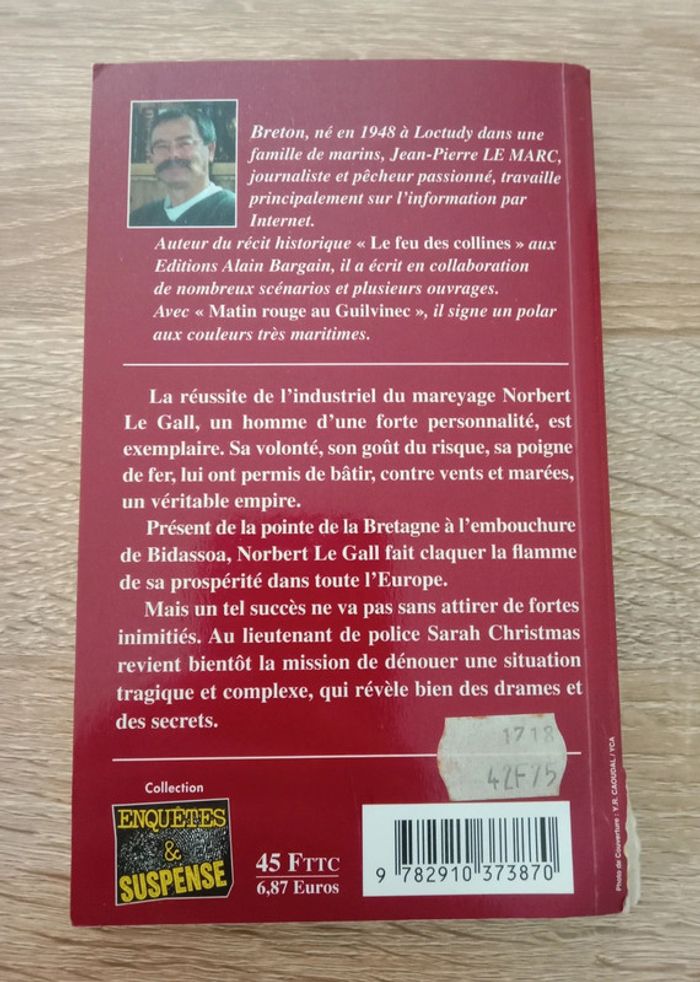 Breton, né en 1948 à Loctudy dans une
famille de marins, Jean-Pierre LE MARC,
journaliste et pêcheur passionné, travaille
principalement sur l'information par
Internet.
Auteur du récit historique « Le feu des collines » aux
Editions Alain Bargain, il a écrit en collaboration
de nombreux scénarios et plusieurs ouvrages.
Avec « Matin rouge au Guilvinec », il signe un polar
aux couleurs très maritimes.
La réussite de l'industriel du mareyage Norbert
Le Gall, un homme d'une forte personnalité, est
exemplaire. Sa volonté, son goût du risque, sa poigne
de fer, lui ont permis de bâtir, contre vents et marées,
un véritable empire.
Présent de la pointe de la Bretagne à l'embouchure
de Bidassoa, Norbert Le Gall fait claquer la flamme
de sa prospérité dans toute l'Europe.
Mais un tel succès ne va pas sans attirer de fortes
inimitiés. Au lieutenant de police Sarah Christmas
revient bientôt la mission de dénouer une situation
tragique et complexe, qui révèle bien des drames et
des secrets.
1718
42F75
Collection
ENQUÊTES
&
SUSPENSE
45 FTTC
6,87 Euros
9 782910 373870
Photo de Couverture : Y.R. CAOUDAL / YCA